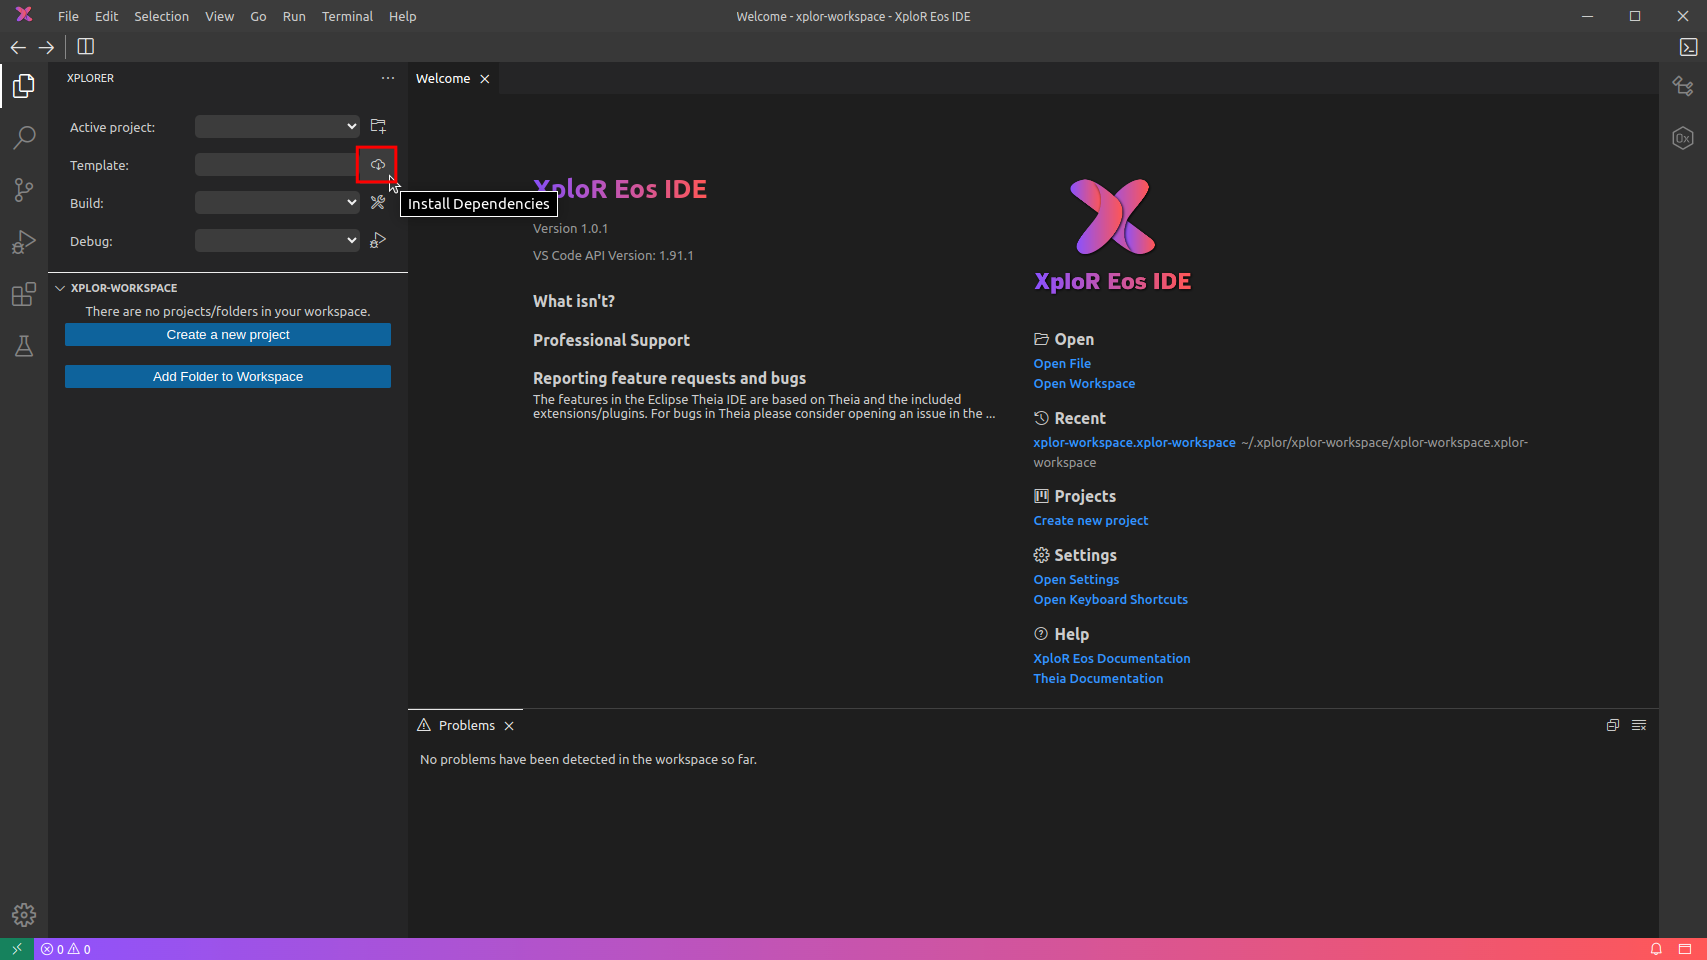 File Edit Selection View Go Run Terminal Help
Welcome - xplor-workspace - XploR Eos IDE
XPLORER
Welcome
Active project:
Template:
Build:
Debug:
Install Dependencies
XPLOR-WORKSPACE
There are no projects/folders in your workspace.
Create a new project
Add Folder to Workspace
XploR Eos IDE
Version 1.0.1
VS Code API Version: 1.91.1
What isn't?
Professional Support
Reporting feature requests and bugs
The features in the Eclipse Theia IDE are based on Theia and the included
extensions/plugins. For bugs in Theia please consider opening an issue in the ...
XploR Eos IDE
Open
Open File
Open Workspace
Recent
xplor-workspace.xplor-workspace ~/.xplor/xplor-workspace/xplor-workspace.xplor-
workspace
Projects
Create new project
Settings
Open Settings
Open Keyboard Shortcuts
Help
XploR Eos Documentation
Theia Documentation
0x
Problems
No problems have been detected in the workspace so far.
0 0